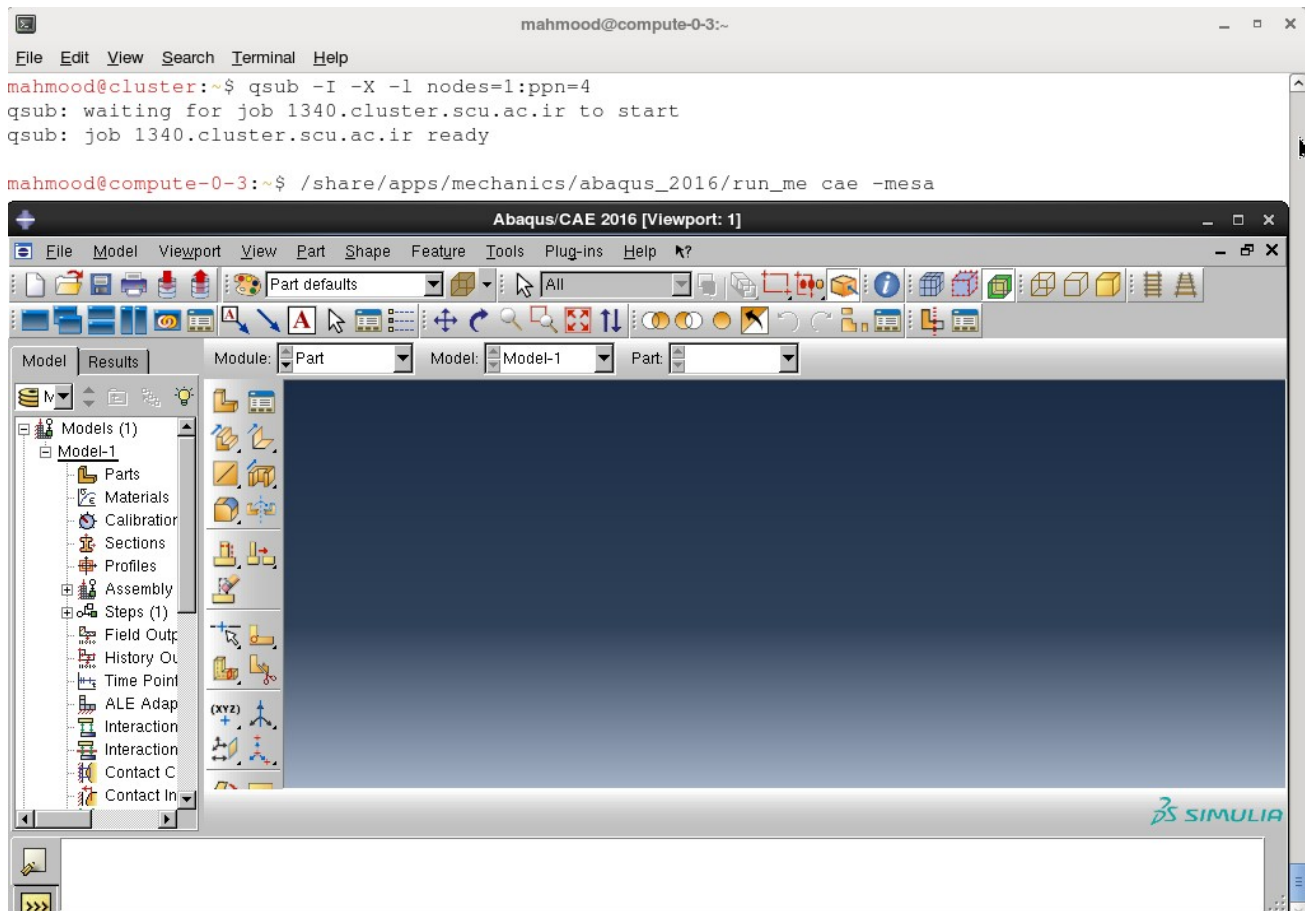 mahmood@compute-0-3:~
File Edit View Search Terminal Help
mahmood@cluster:~$ qsub -I -X -l nodes=1:ppn=4
qsub: waiting for job 1340.cluster.scu.ac.ir to start
qsub: job 1340.cluster.scu.ac.ir ready
mahmood@compute-0-3:~$ /share/apps/mechanics/abaqus_2016/run_me cae -mesa
Abaqus/CAE 2016 [Viewport: 1]
File Model Viewport View Part Shape Feature Tools Plug-ins Help
Part defaults All
Model Results Module: Part Model: Model-1 Part:
M
Models (1)
Model-1
Parts
Materials
Calibration
Sections
Profiles
Assembly
Steps (1)
Field Outp
History Ou
Time Point
ALE Adap
Interaction
Interaction
Contact C
Contact In
(XYZ)
SIMULIA
>>>